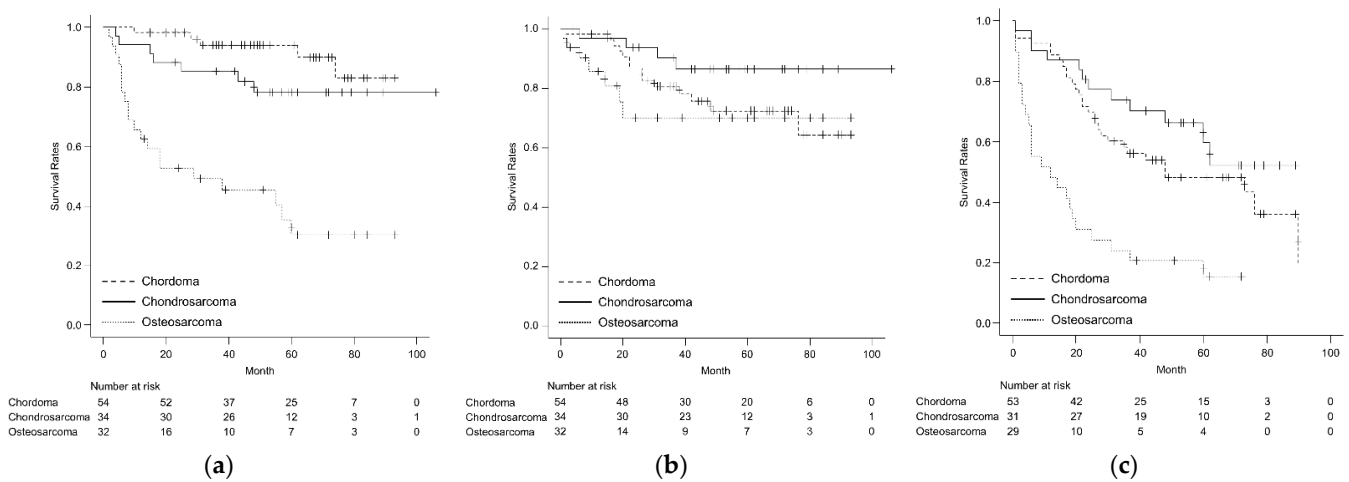 1.0
0.8
0.6
0.4
0.2
0.0
Survival Rates
Chordoma
Chondrosarcoma
Osteosarcoma
0 20 40 60 80 100
Month
Number at risk
Chordoma 54 52 37 25 7 0
Chondrosarcoma 34 30 26 12 3 1
Osteosarcoma 32 16 10 7 3 0
(a)
1.0
0.8
0.6
0.4
0.2
0.0
Survival Rates
Chordoma
Chondrosarcoma
Osteosarcoma
0 20 40 60 80 100
Month
Number at risk
Chordoma 54 48 30 20 6 0
Chondrosarcoma 34 30 23 12 3 1
Osteosarcoma 32 14 9 7 3 0
(b)
1.0
0.8
0.6
0.4
0.2
0.0
Survival Rates
Chordoma
Chondrosarcoma
Osteosarcoma
0 20 40 60 80 100
Month
Number at risk
Chordoma 53 42 25 15 3 0
Chondrosarcoma 31 27 19 10 2 0
Osteosarcoma 29 10 5 4 0 0
(c)